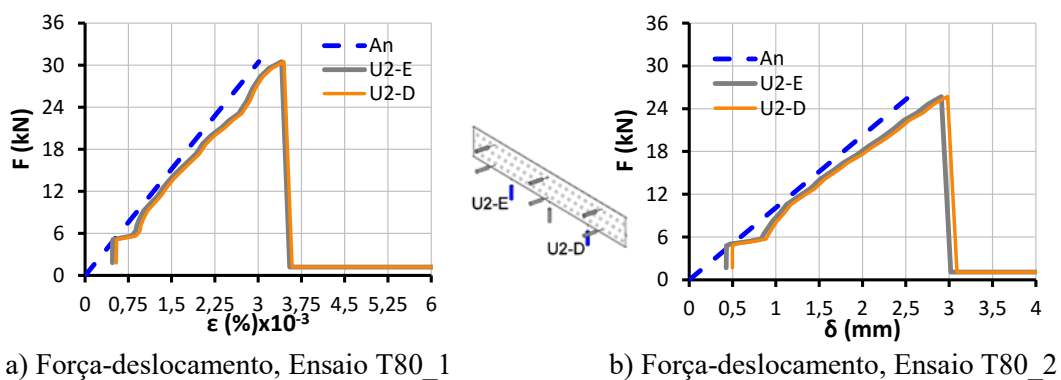 36
30
24
18
12
6
0
F (kN)
An
U2-E
U2-D
0 0,75 1,5 2,25 3 3,75 4,5 5,25 6
ε (%)x10⁻³
U2-E
U2-D
36
30
24
18
12
6
0
F (kN)
An
U2-E
U2-D
0 0,5 1 1,5 2 2,5 3 3,5 4
δ (mm)
a) Força-deslocamento, Ensaio T80_1
b) Força-deslocamento, Ensaio T80_2